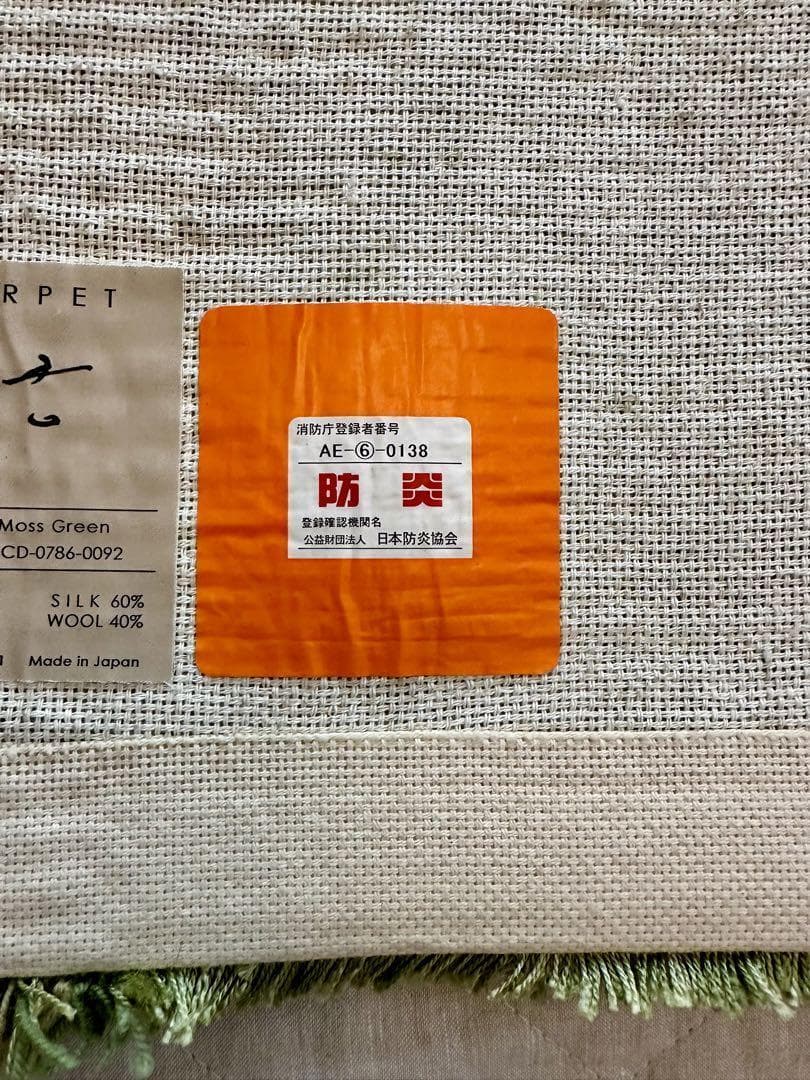 RPET
Moss Green
CD-0786-0092
SILK 60%
WOOL 40%
Made in Japan
消防庁登録者番号
AE-⑥-0138
防炎
登録確認機関名
公益財団法人 日本防炎協会